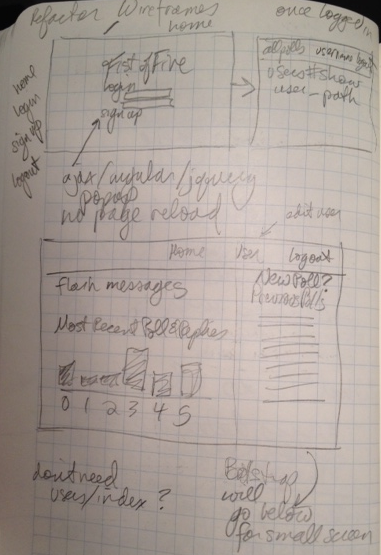 Refactor Wireframes
home
once logged in
home
login
sign up
logout
Fist of Five
login
sign up
all polls username logout
users#show
user_path
ajax/angular/jquery
popup
no page reload
edit user
Home User Logout
flash messages
New Poll?
Previous Polls
Most Recent Poll & Replies
0 1 2 3 4 5
don't need
users/index?
Bootstrap
will
go below
for small screen